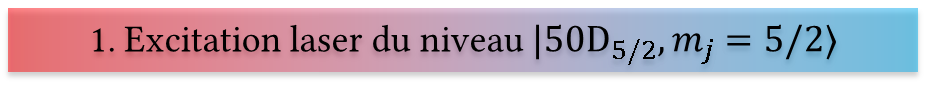 1. Excitation laser du niveau |50D₅/₂, mⱼ = 5/2⟩